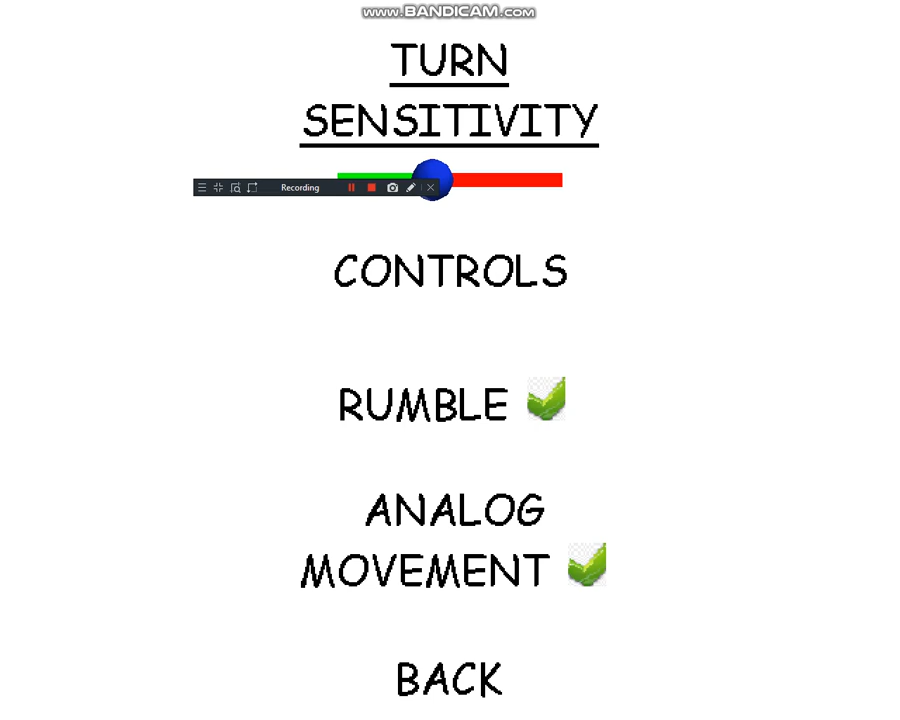 www.BANDICAM.com
TURN
SENSITIVITY
Recording
CONTROLS
RUMBLE
ANALOG
MOVEMENT
BACK